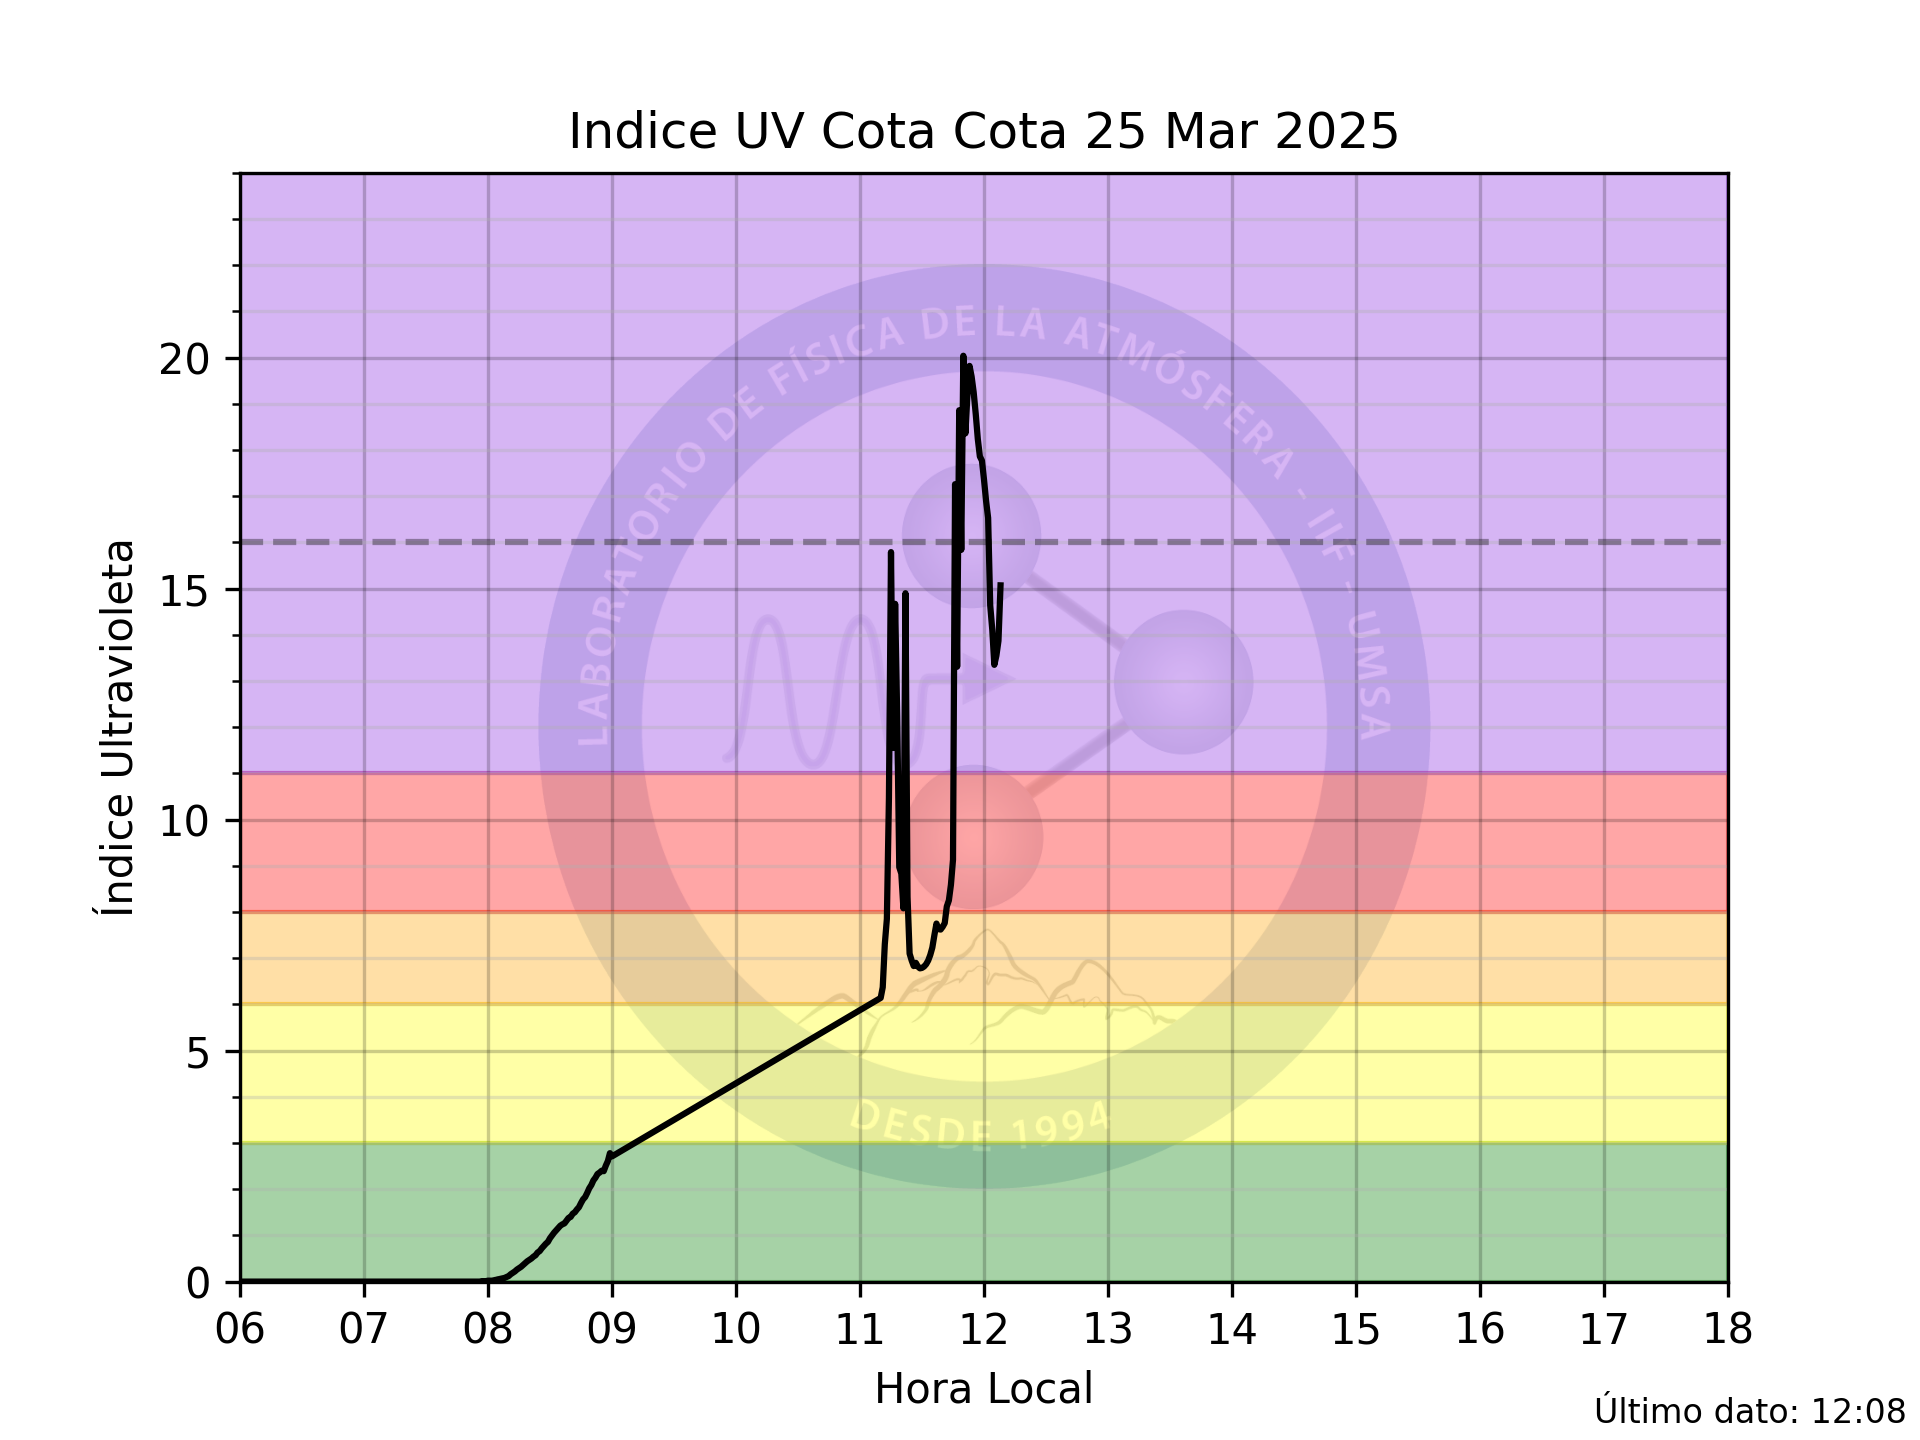 Indice UV Cota Cota 25 Mar 2025
LABORATORIO DE FÍSICA DE LA ATMÓSFERA - IIF - UMSA
DESDE 1994
Índice Ultravioleta
20
15
10
5
0
06 07 08 09 10 11 12 13 14 15 16 17 18
Hora Local
Último dato: 12:08